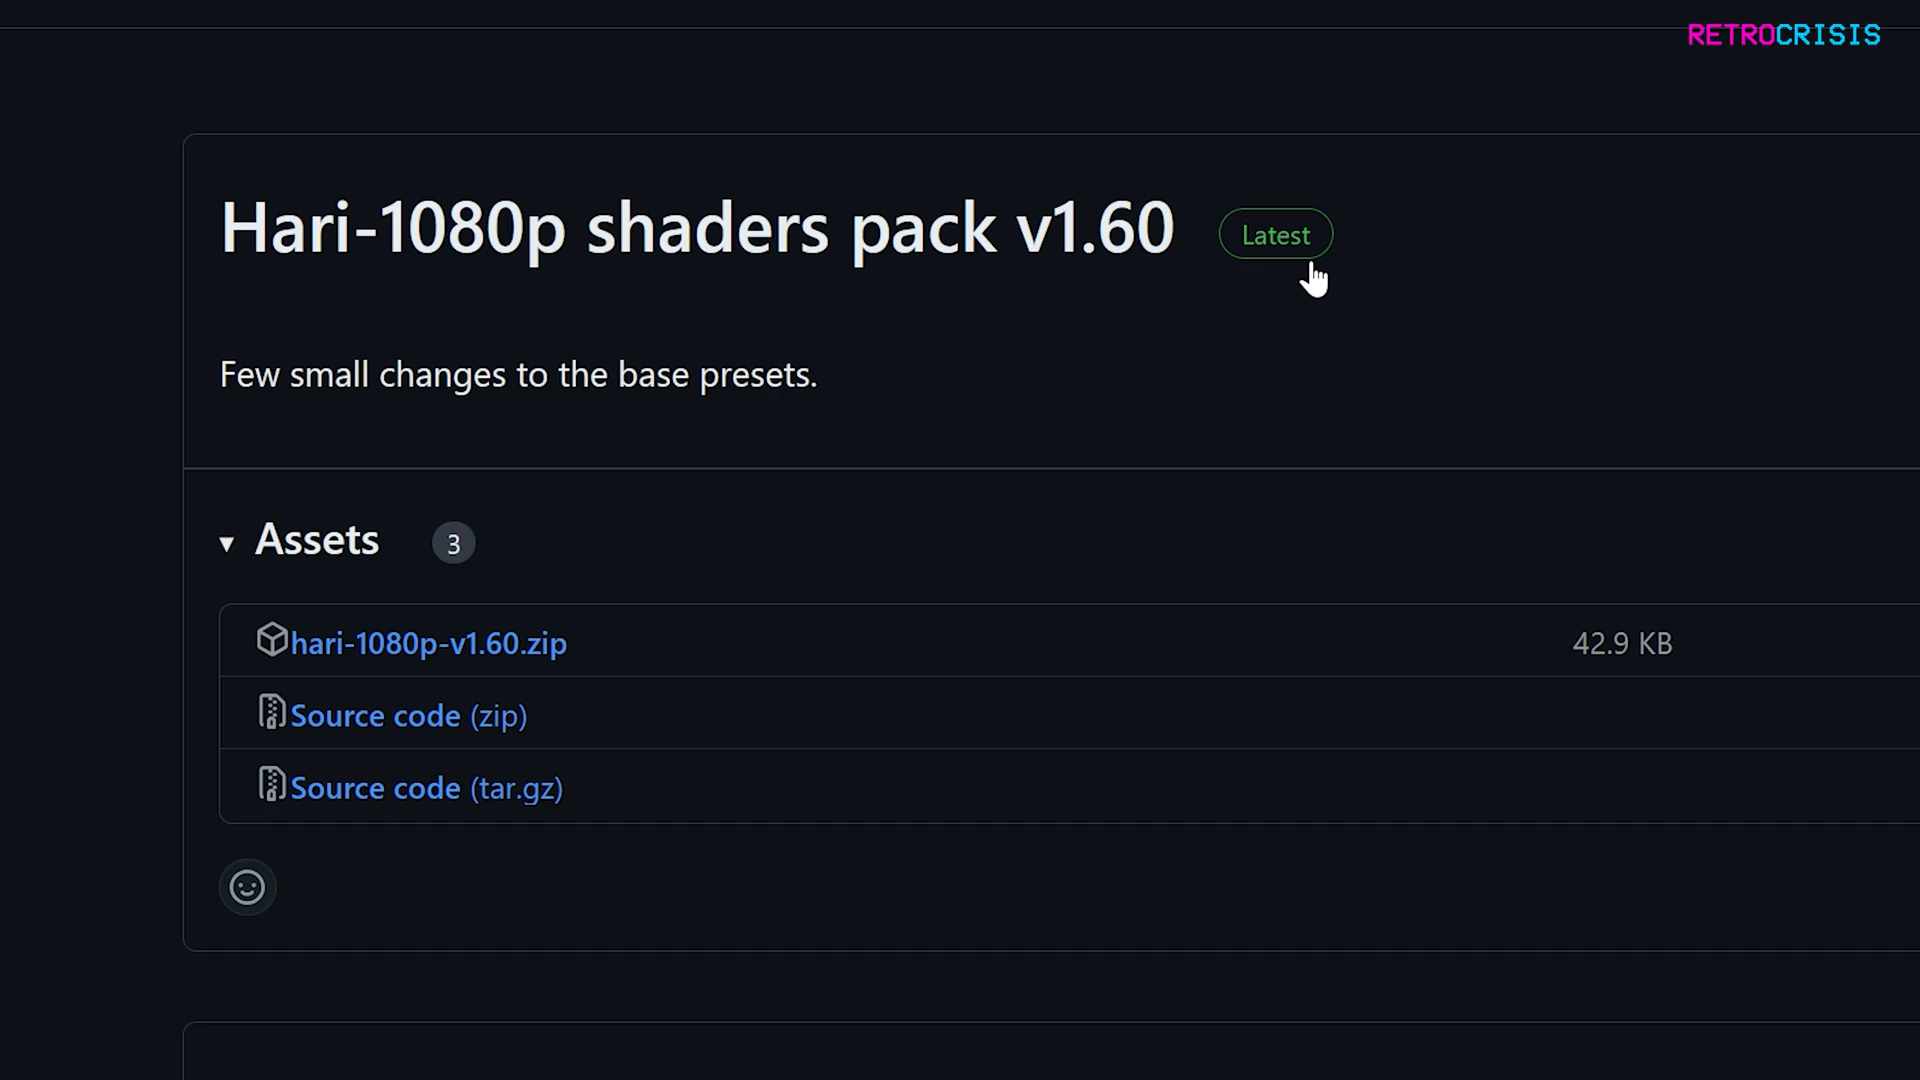 RETROCRISIS
Hari-1080p shaders pack v1.60 Latest
Few small changes to the base presets.
Assets 3
hari-1080p-v1.60.zip 42.9 KB
Source code (zip)
Source code (tar.gz)